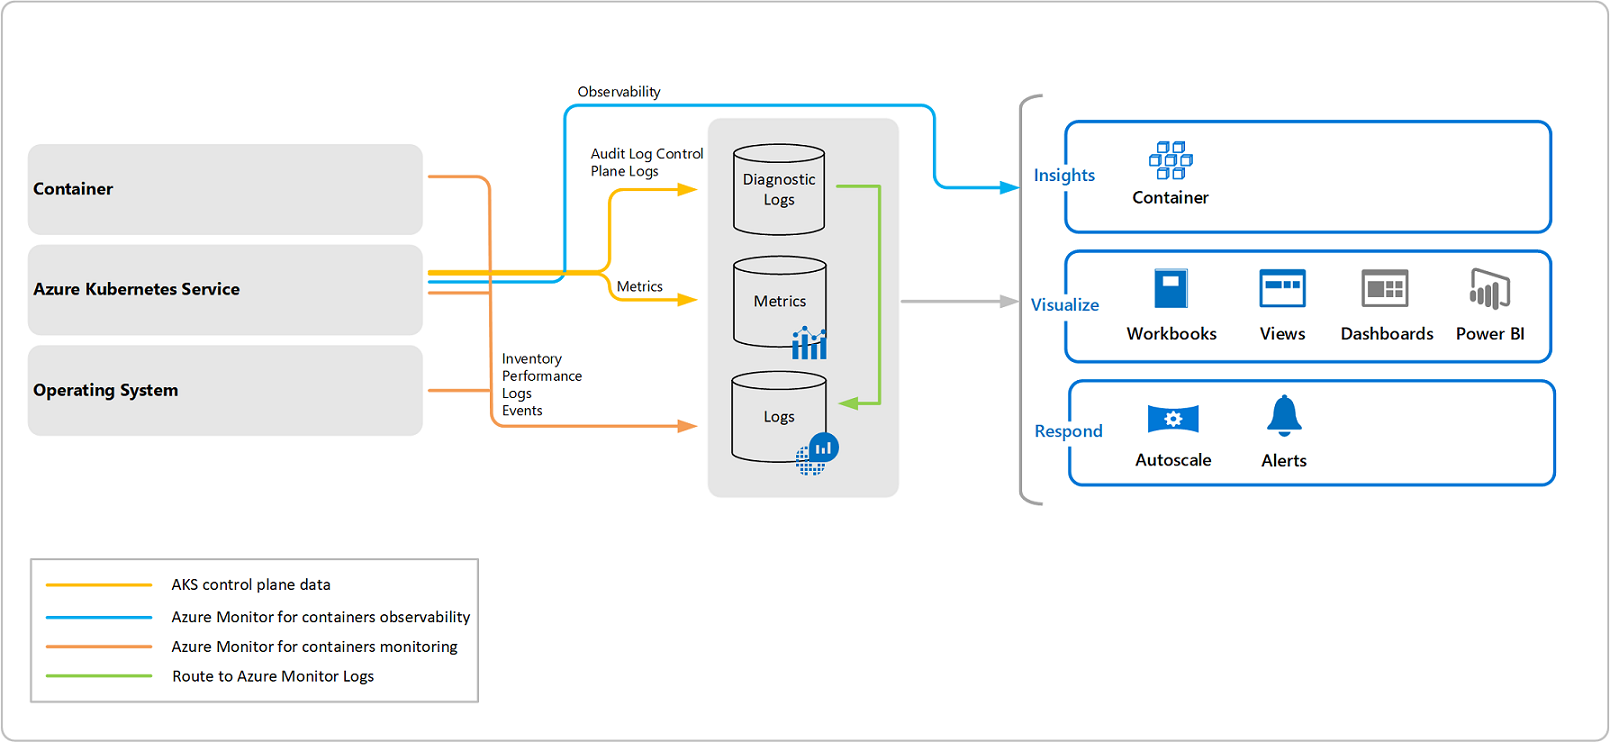 Observability
Audit Log Control
Plane Logs
Container
Azure Kubernetes Service
Operating System
Metrics
Inventory
Performance
Logs
Events
Diagnostic
Logs
Metrics
Logs
Insights
Container
Visualize
Workbooks
Views
Dashboards
Power BI
Respond
Autoscale
Alerts
AKS control plane data
Azure Monitor for containers observability
Azure Monitor for containers monitoring
Route to Azure Monitor Logs